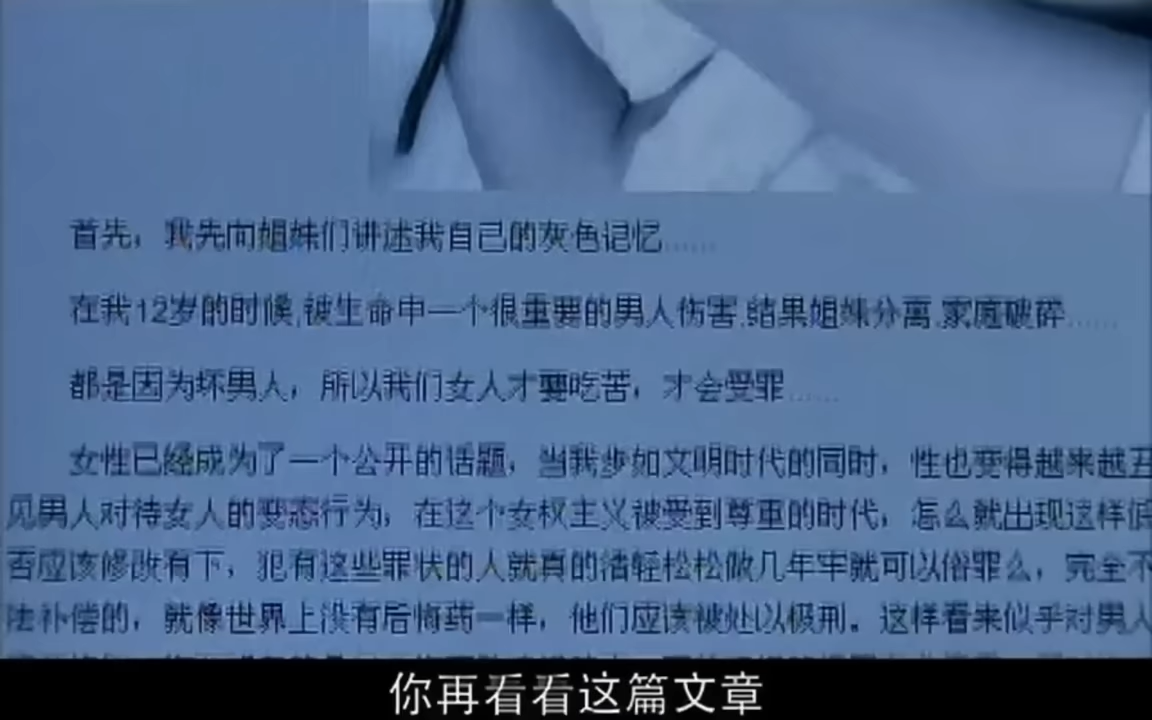 首先，我先向姐妹们讲述我自己的灰色记忆......
在我12岁的时候,被生命中一个很重要的男人伤害,结果姐妹分离,家庭破碎......
都是因为坏男人，所以我们女人才要吃苦，才会受罪......
女性已经成为了一个公开的话题，当我步如文明时代的同时，性也变得越来越丑
见男人对待女人的变态行为，在这个女权主义被受到尊重的时代，怎么就出现这样低
否应该修改有下，犯有这些罪状的人就真的清轻松松做几年牢就可以俗罪么，完全不
法补偿的，就像世界上没有后悔药一样，他们应该被处以极刑。这样看来似乎对男人
你再看看这篇文章